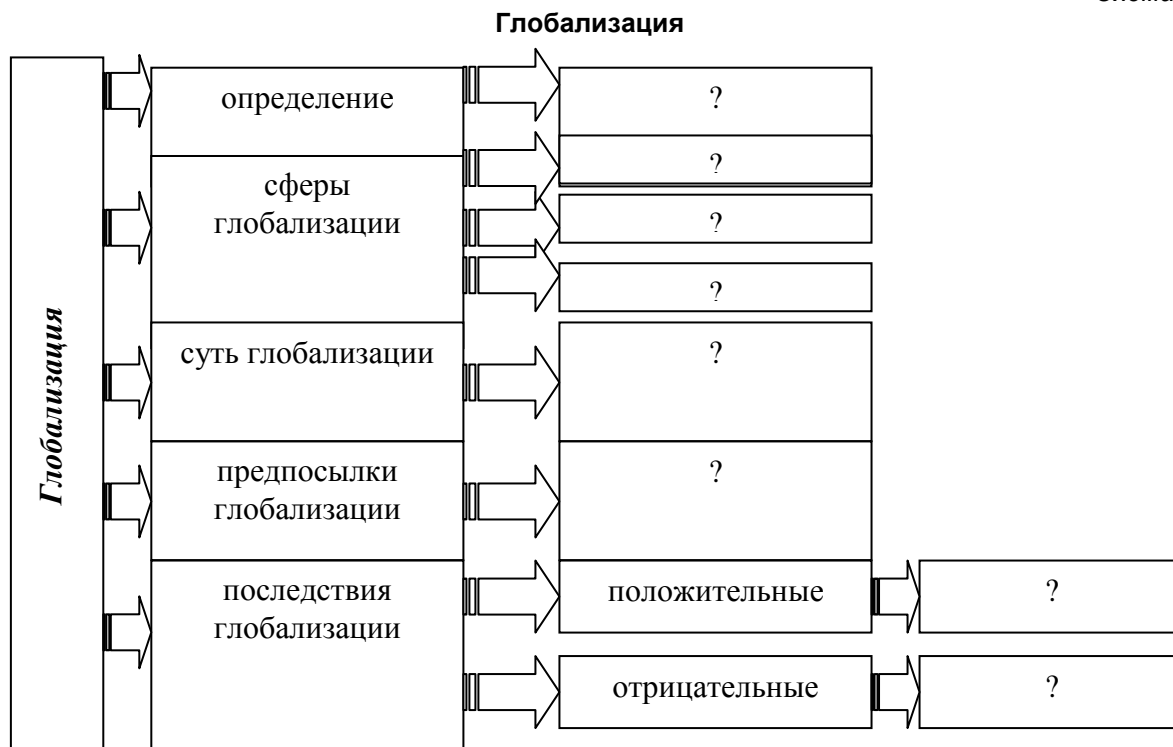 Глобализация
Глобализация
определение
?
сферы
глобализации
?
?
?
суть глобализации
?
предпосылки
глобализации
?
последствия
глобализации
положительные
?
отрицательные
?